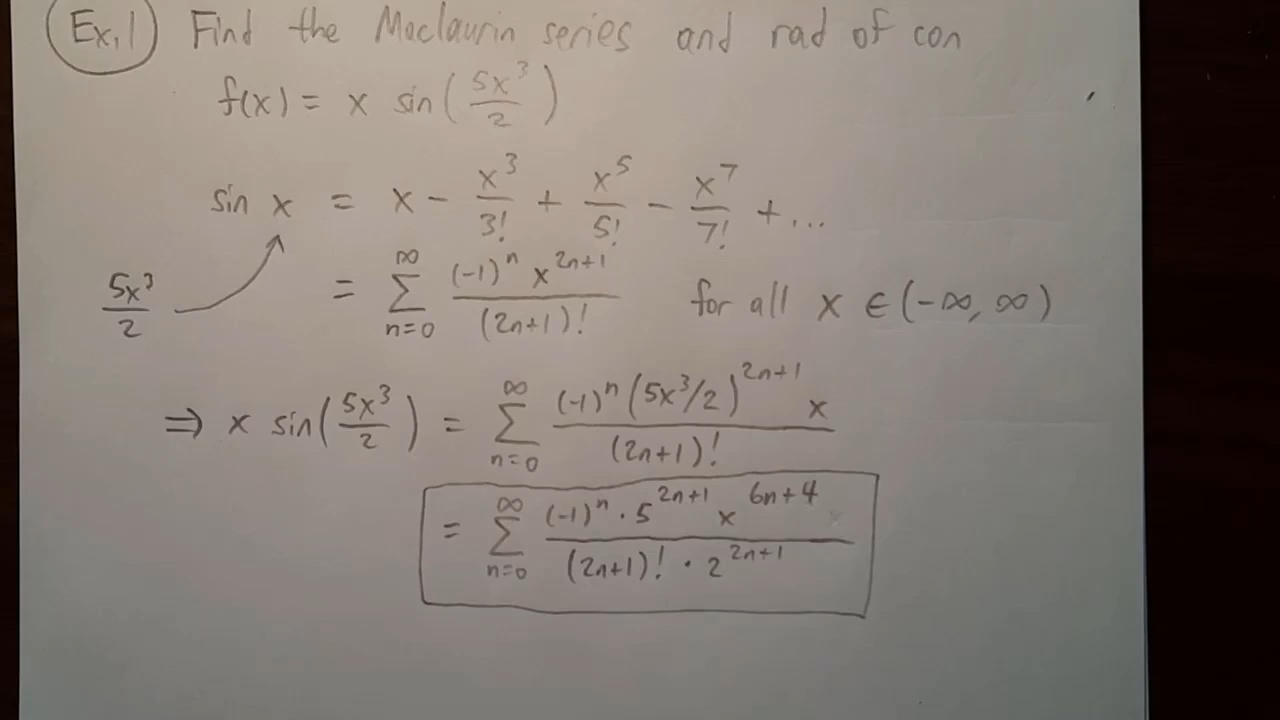 Ex,1 Find the Maclaurin series and rad of con
f(x) = x sin(5x³/2)
sin x = x - x³/3! + x⁵/5! - x⁷/7! + ...
5x³/2
= ∑_{n=0}^{∞} (-1)ⁿ x^{2n+1}/(2n+1)! for all x ∈ (-∞, ∞)
⇒ x sin(5x³/2) = ∑_{n=0}^{∞} (-1)ⁿ (5x³/2)^{2n+1} x/(2n+1)!
= ∑_{n=0}^{∞} (-1)ⁿ · 5^{2n+1} x^{6n+4}/(2n+1)! · 2^{2n+1}